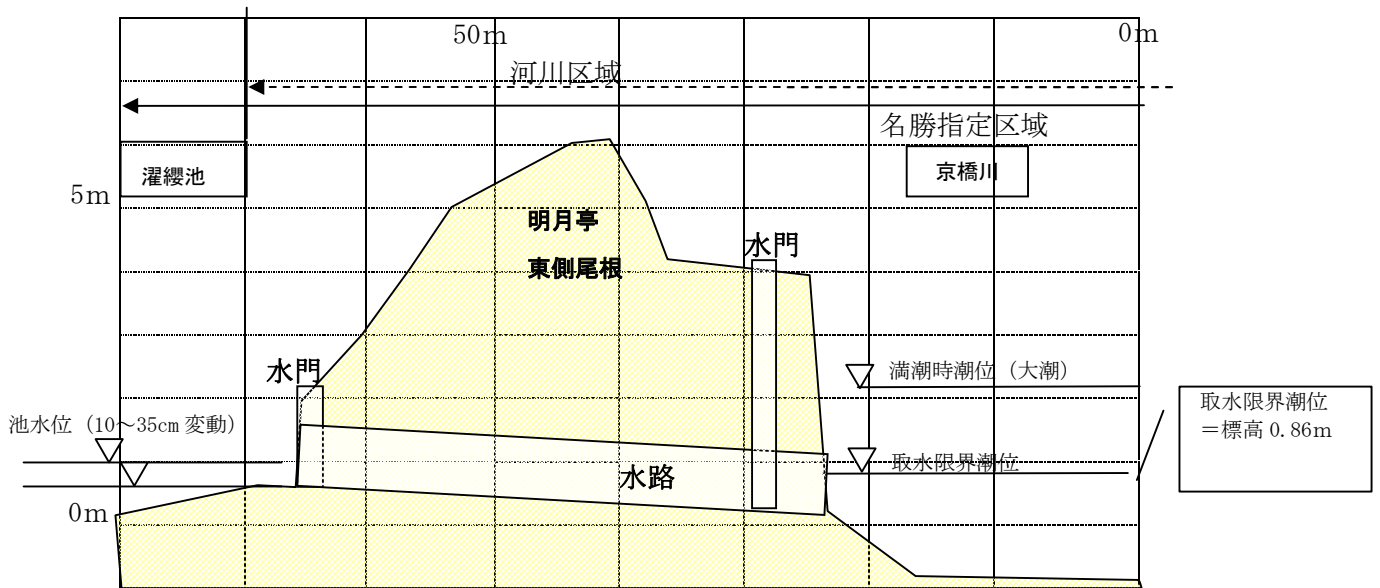 50m
0m
河川区域
名勝指定区域
濯纓池
京橋川
5m
明月亭
東側尾根
水門
水門
満潮時潮位（大潮）
取水限界潮位
＝標高 0.86m
池水位（10～35cm 変動）
取水限界潮位
水路
0m